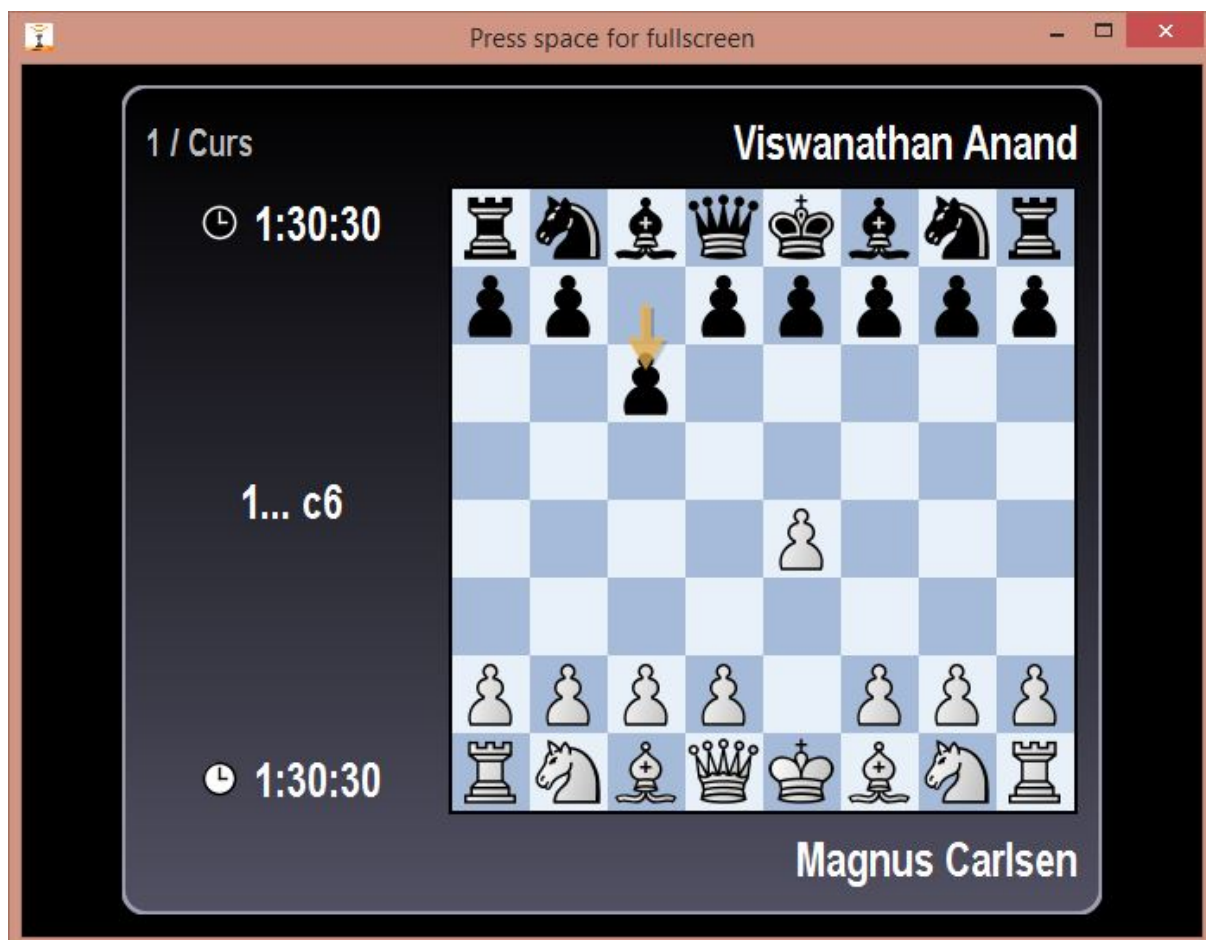 Press space for fullscreen
1 / Curs
Viswanathan Anand
1:30:30
1... c6
1:30:30
Magnus Carlsen